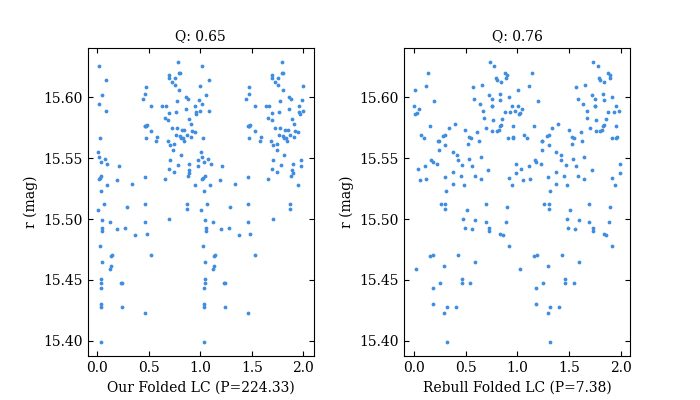 Q: 0.65
Q: 0.76
r (mag)
15.60
15.55
15.50
15.45
15.40
0.0 0.5 1.0 1.5 2.0
Our Folded LC (P=224.33)
r (mag)
15.60
15.55
15.50
15.45
15.40
0.0 0.5 1.0 1.5 2.0
Rebull Folded LC (P=7.38)